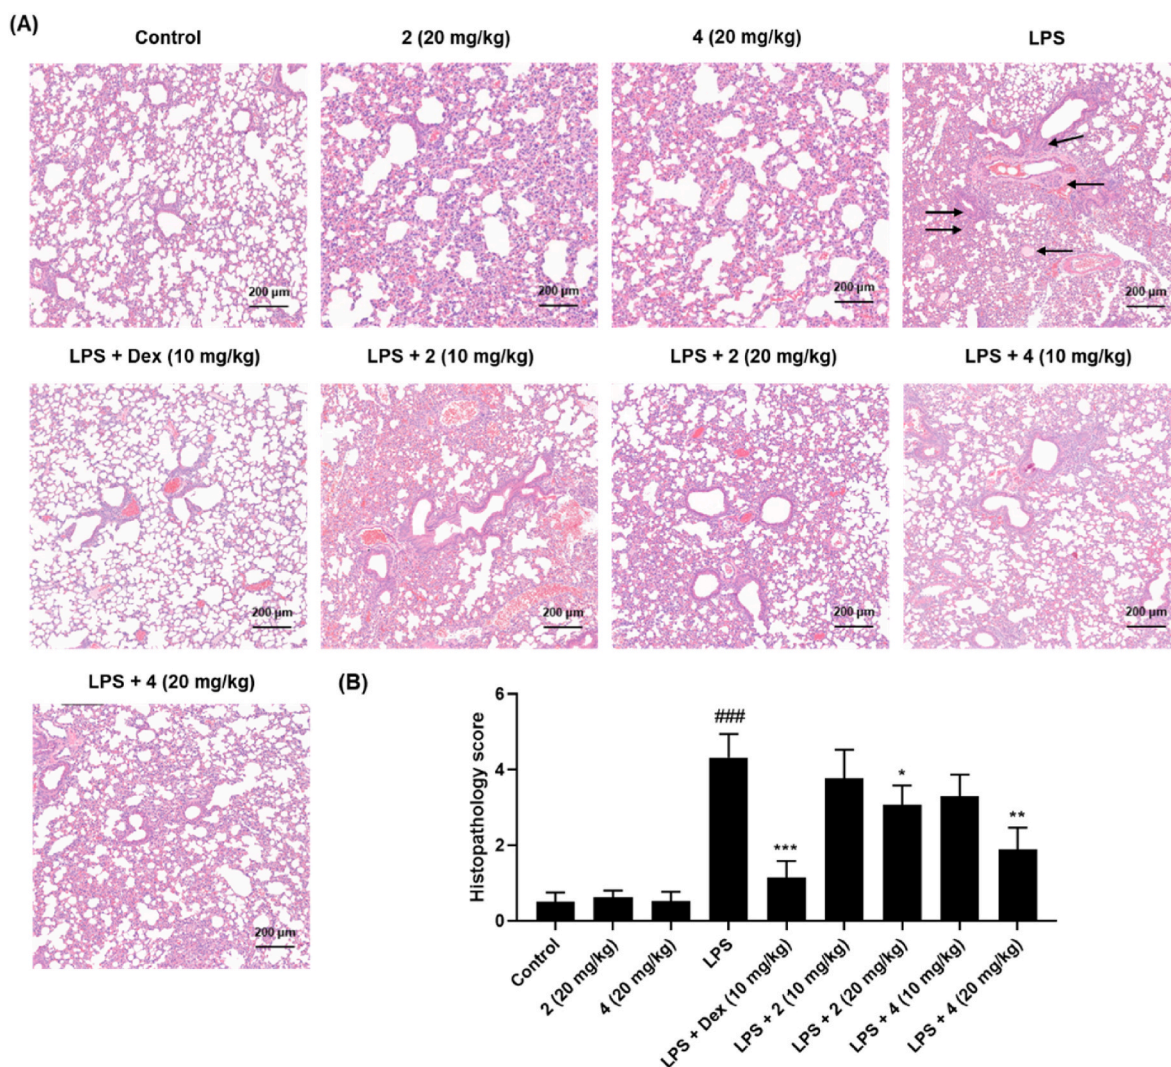 (A)
Control
2 (20 mg/kg)
4 (20 mg/kg)
LPS
200 μm
200 μm
200 μm
200 μm
LPS + Dex (10 mg/kg)
LPS + 2 (10 mg/kg)
LPS + 2 (20 mg/kg)
LPS + 4 (10 mg/kg)
200 μm
200 μm
200 μm
200 μm
LPS + 4 (20 mg/kg)
200 μm
(B)
Histopathology score
6
4
2
0
###
***
*
**
Control
2 (20 mg/kg)
4 (20 mg/kg)
LPS
LPS + Dex (10 mg/kg)
LPS + 2 (10 mg/kg)
LPS + 2 (20 mg/kg)
LPS + 4 (10 mg/kg)
LPS + 4 (20 mg/kg)